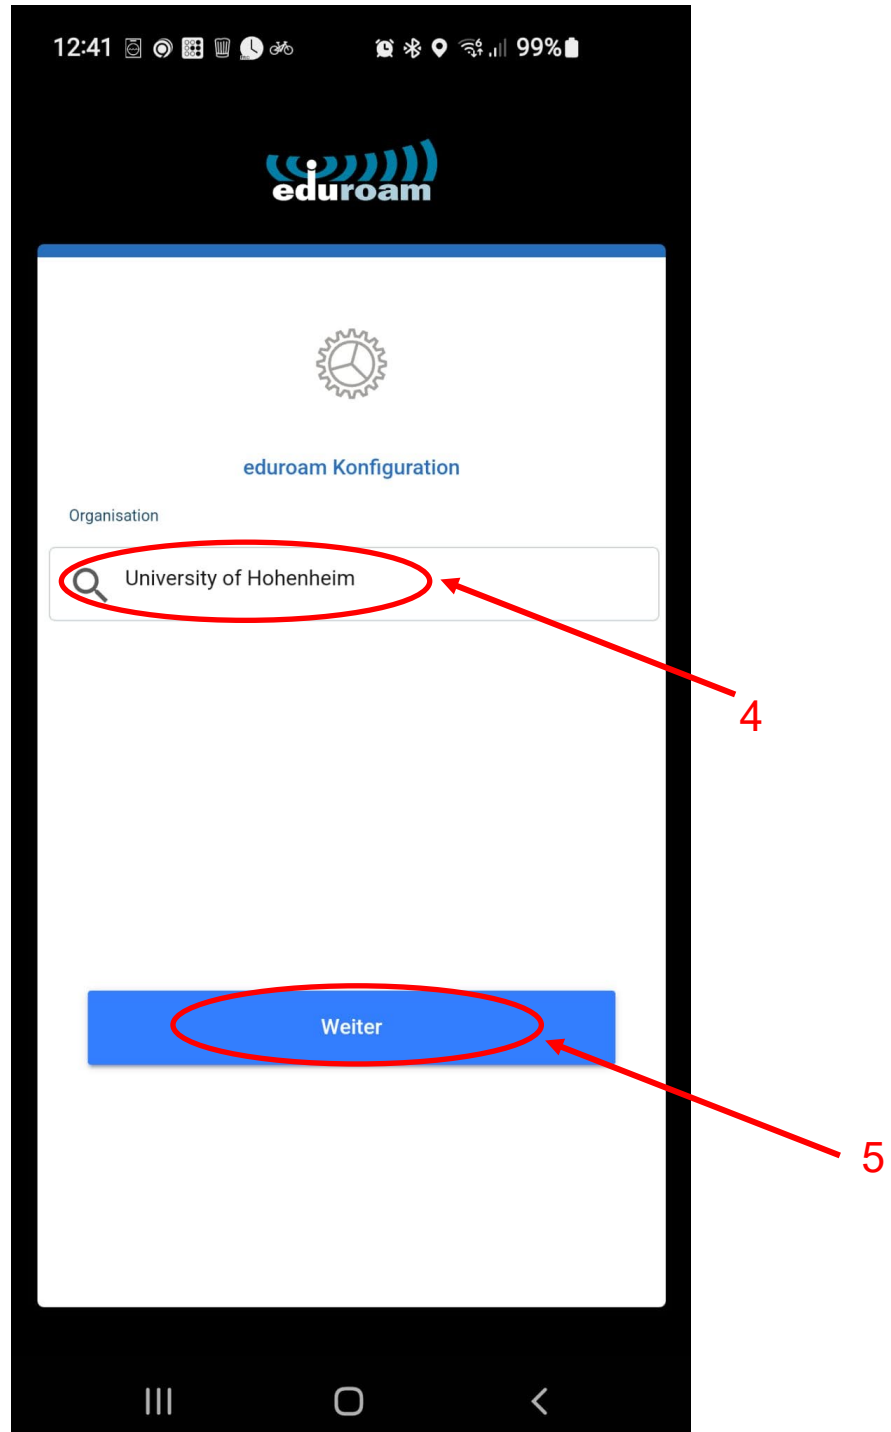 12:41 99%
eduroam
eduroam Konfiguration
Organisation
University of Hohenheim
4
Weiter
5